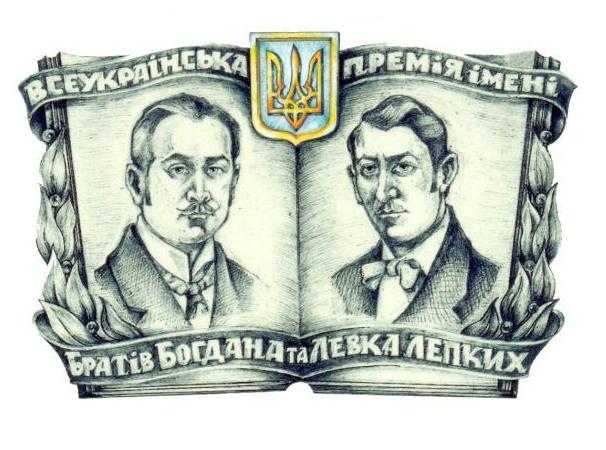 ВСЕУКРАЇНСЬКА ПРЕМІЯ ІМЕНІ
БРАТІВ БОГДАНА ТА ЛЕВКА ЛЕПКИХ